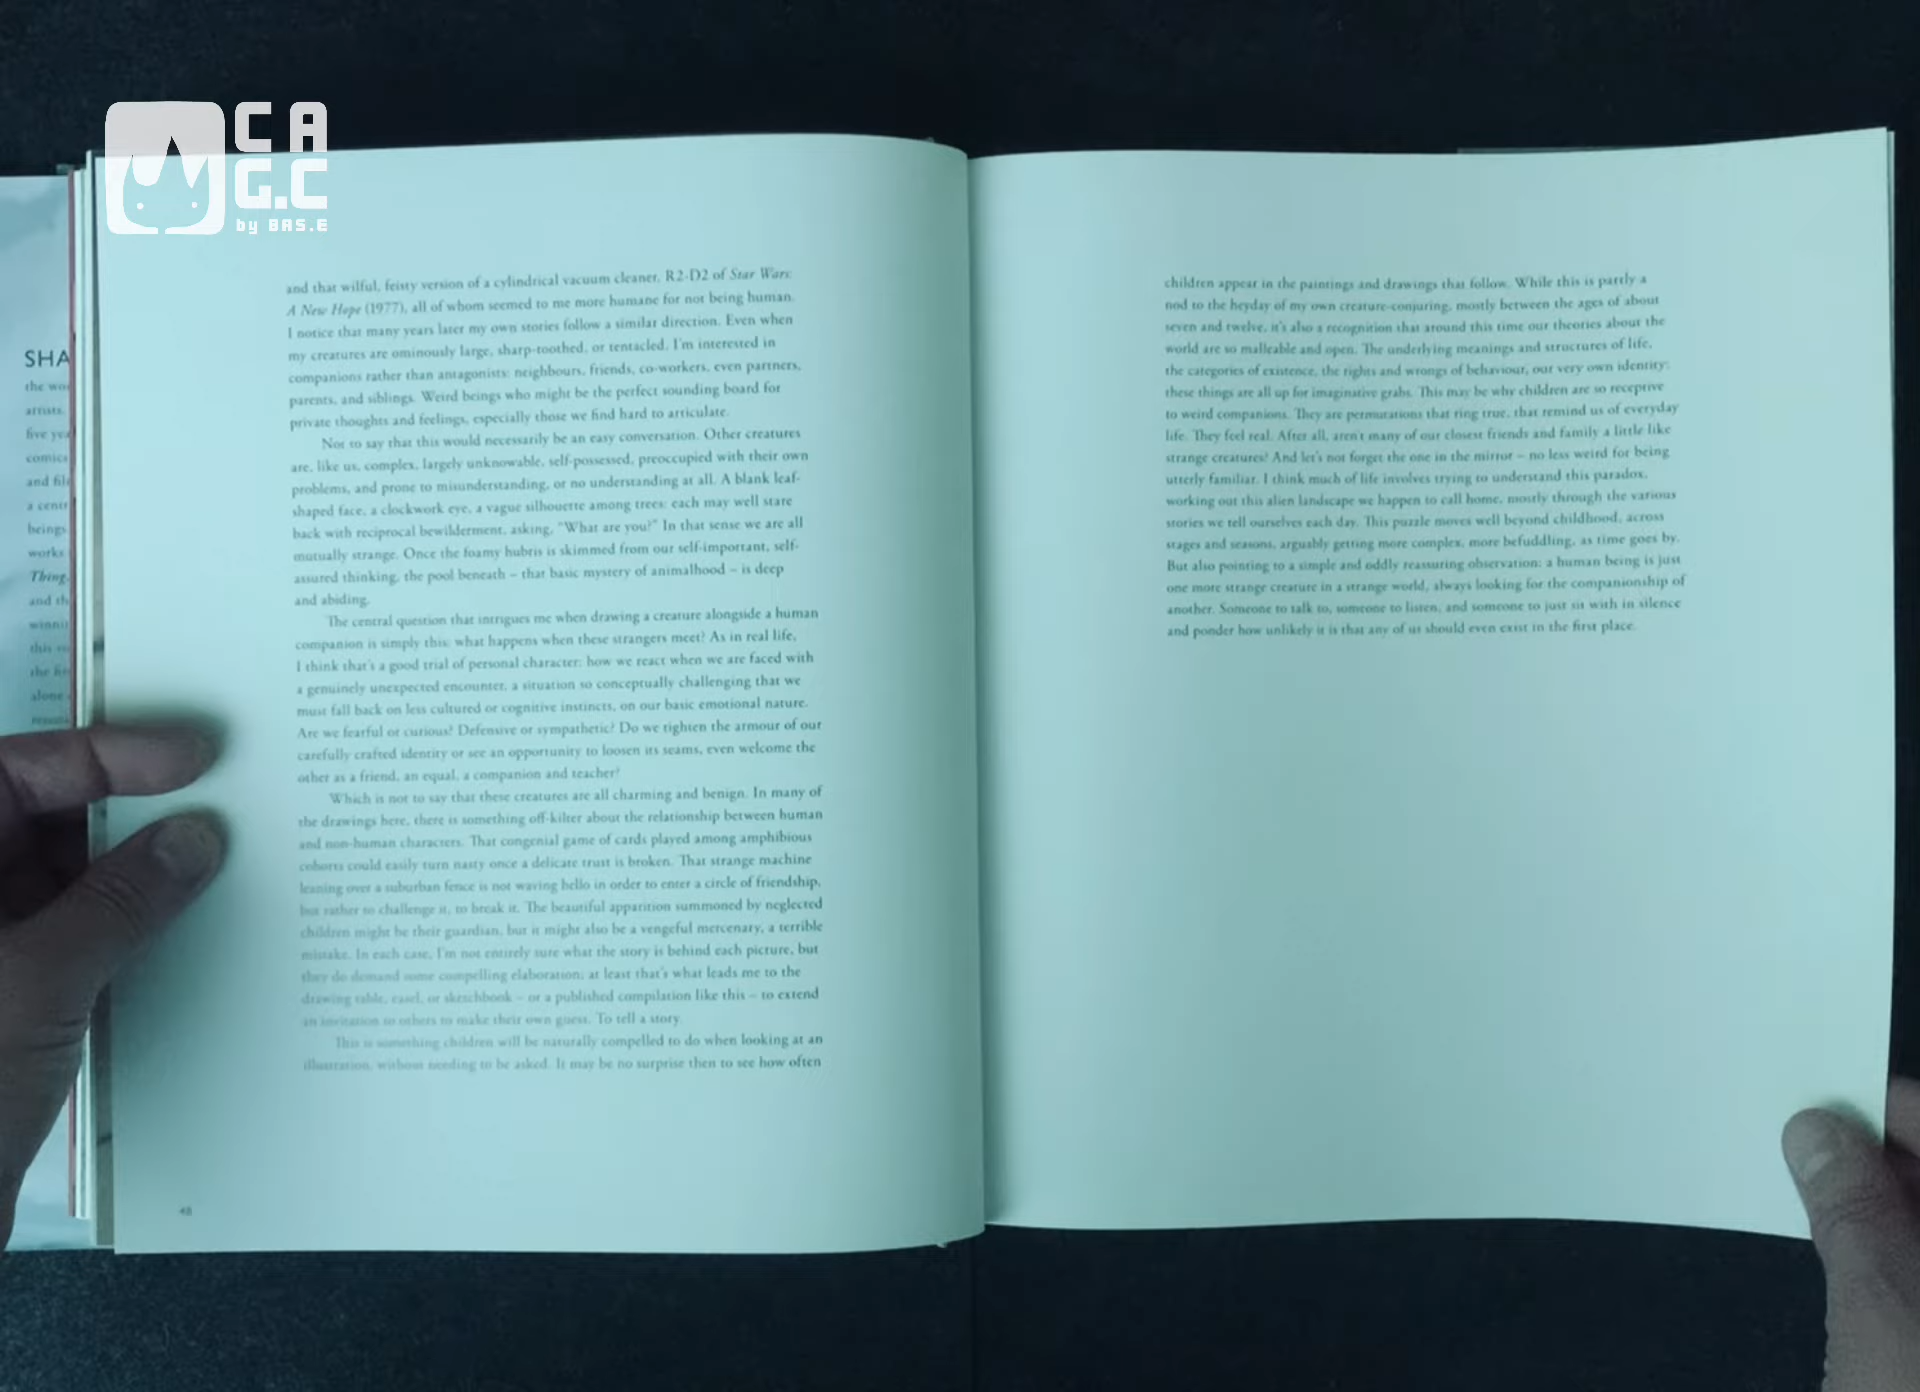 CA
G.C
by BAS.E
SHA
the wo
artists.
five yea
comics
and fil
a centr
beings
works
Thing,
and th
winni
this
the
alone
and that wilful, feisty version of a cylindrical vacuum cleaner, R2-D2 of Star Wars:
A New Hope (1977), all of whom seemed to me more humane for not being human.
I notice that many years later my own stories follow a similar direction. Even when
my creatures are ominously large, sharp-toothed, or tentacled, I'm interested in
companions rather than antagonists: neighbours, friends, co-workers, even partners,
parents, and siblings. Weird beings who might be the perfect sounding board for
private thoughts and feelings, especially those we find hard to articulate.
Not to say that this would necessarily be an easy conversation. Other creatures
are, like us, complex, largely unknowable, self-possessed, preoccupied with their own
problems, and prone to misunderstanding, or no understanding at all. A blank leaf-
shaped face, a clockwork eye, a vague silhouette among trees: each may well stare
back with reciprocal bewilderment, asking, "What are you?" In that sense we are all
mutually strange. Once the foamy hubris is skimmed from our self-important, self-
assured thinking, the pool beneath – that basic mystery of animalhood – is deep
and abiding.
The central question that intrigues me when drawing a creature alongside a human
companion is simply this: what happens when these strangers meet? As in real life,
I think that's a good trial of personal character: how we react when we are faced with
a genuinely unexpected encounter, a situation so conceptually challenging that we
must fall back on less cultured or cognitive instincts, on our basic emotional nature.
Are we fearful or curious? Defensive or sympathetic? Do we tighten the armour of our
carefully crafted identity or see an opportunity to loosen its seams, even welcome the
other as a friend, an equal, a companion and teacher?
Which is not to say that these creatures are all charming and benign. In many of
the drawings here, there is something off-kilter about the relationship between human
and non-human characters. That congenial game of cards played among amphibious
cohorts could easily turn nasty once a delicate trust is broken. That strange machine
leaning over a suburban fence is not waving hello in order to enter a circle of friendship,
but rather to challenge it, to break it. The beautiful apparition summoned by neglected
children might be their guardian, but it might also be a vengeful mercenary, a terrible
mistake. In each case, I'm not entirely sure what the story is behind each picture, but
they do demand some compelling elaboration; at least that's what leads me to the
drawing table, easel, or sketchbook – or a published compilation like this – to extend
an invitation to others to make their own guess. To tell a story.
This is something children will be naturally compelled to do when looking at an
illustration, without needing to be asked. It may be no surprise then to see how often
48
children appear in the paintings and drawings that follow. While this is partly a
nod to the heyday of my own creature-conjuring, mostly between the ages of about
seven and twelve, it's also a recognition that around this time our theories about the
world are so malleable and open. The underlying meanings and structures of life,
the categories of existence, the rights and wrongs of behaviour, our very own identity:
these things are all up for imaginative grabs. This may be why children are so receptive
to weird companions. They are permutations that ring true, that remind us of everyday
life. They feel real. After all, aren't many of our closest friends and family a little like
strange creatures? And let's not forget the one in the mirror – no less weird for being
utterly familiar. I think much of life involves trying to understand this paradox,
working out this alien landscape we happen to call home, mostly through the various
stories we tell ourselves each day. This puzzle moves well beyond childhood, across
stages and seasons, arguably getting more complex, more befuddling, as time goes by.
But also pointing to a simple and oddly reassuring observation: a human being is just
one more strange creature in a strange world, always looking for the companionship of
another. Someone to talk to, someone to listen, and someone to just sit with in silence
and ponder how unlikely it is that any of us should even exist in the first place.